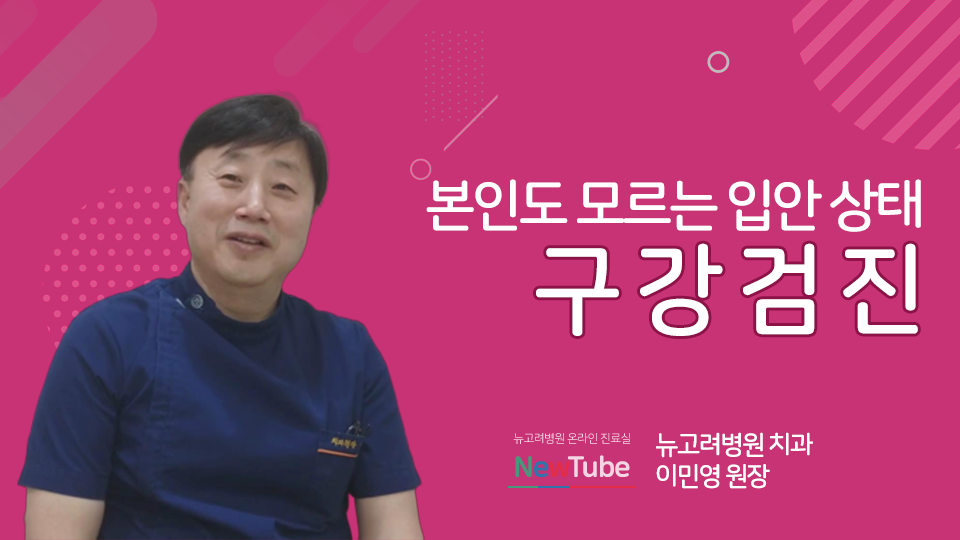 본인도 모르는 입안 상태
구강검진
뉴고려병원 온라인 진료실
NewTube
뉴고려병원 치과
이민영 원장